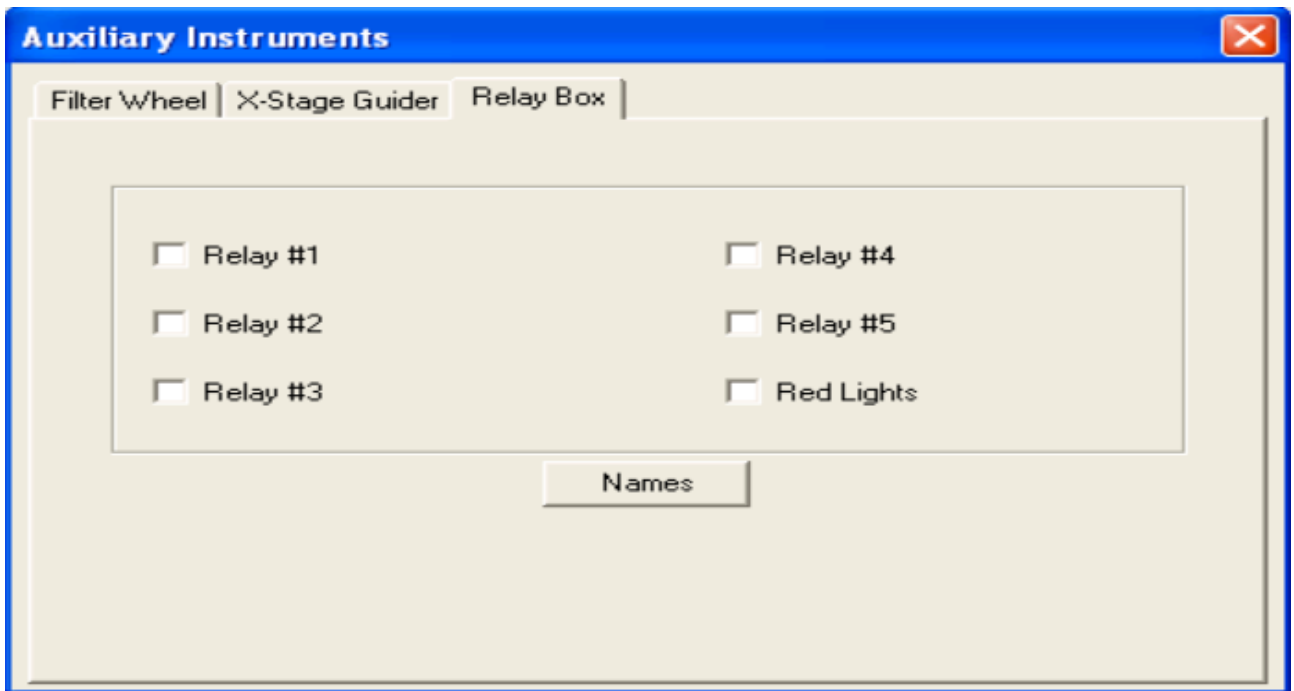 Auxiliary Instruments
Filter Wheel X-Stage Guider Relay Box
Relay #1 Relay #4
Relay #2 Relay #5
Relay #3 Red Lights
Names